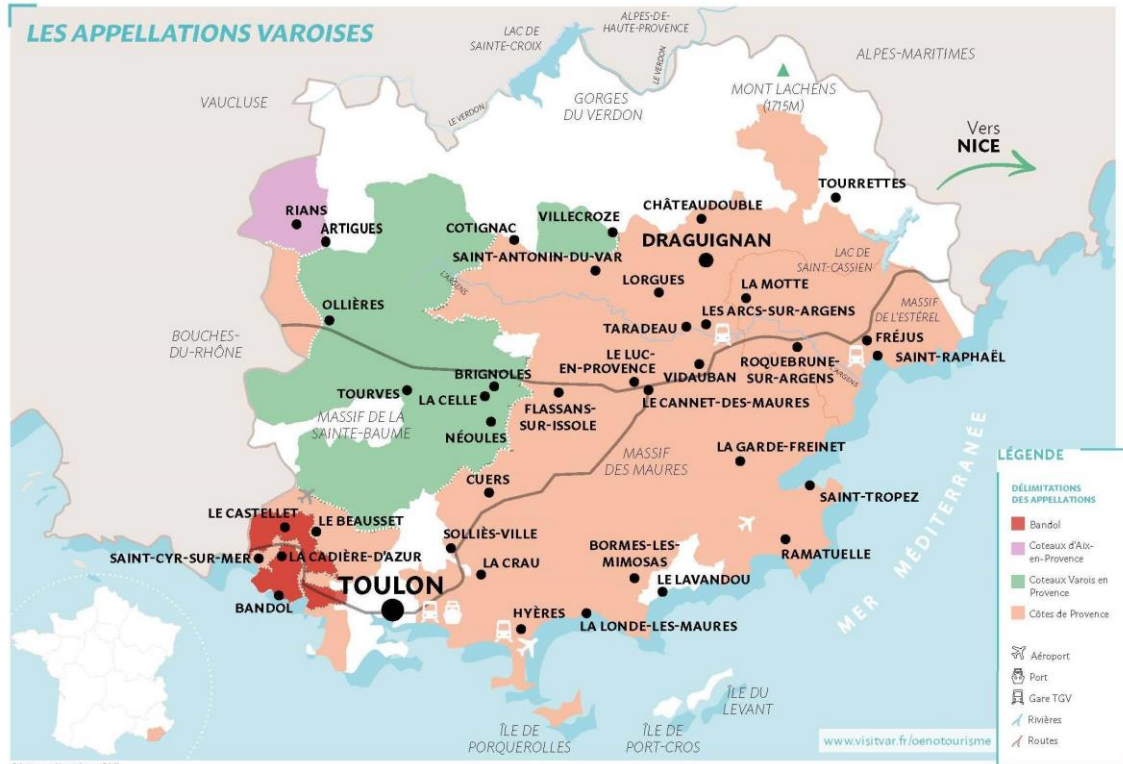 LES APPELLATIONS VAROISES
LAC DE
SAINTE-CROIX
ALPES-DE-
HAUTE-PROVENCE
LE VERDON
ALPES-MARITIMES
VAUCLUSE
LE VERDON
GORGES
DU VERDON
MONT LACHENS
(1715M)
Vers
NICE
TOURRETTES
RIANS
ARTIGUES
COTIGNAC
VILLECROZE
CHÂTEAUDOUBLE
DRAGUIGNAN
SAINT-ANTONIN-DU-VAR
LAC DE
SAINT-CASSIEN
L'ARGENS
LORGUES
LA MOTTE
OLLIÈRES
LES ARCS-SUR-ARGENS
MASSIF
DE L'ESTÉREL
TARADEAU
BOUCHES-
DU-RHÔNE
FRÉJUS
SAINT-RAPHAËL
LE LUC-
EN-PROVENCE
VIDAUBAN
ROQUEBRUNE-
SUR-ARGENS
L'ARGENS
BRIGNOLES
TOURVES
LA CELLE
FLASSANS-
SUR-ISSOLE
LE CANNET-DES-MAURES
MASSIF DE LA
SAINTE-BAUME
NÉOULES
MASSIF
DES MAURES
LA GARDE-FREINET
CUERS
SAINT-TROPEZ
LE CASTELLET
LE BEAUSSET
SOLLIÈS-VILLE
SAINT-CYR-SUR-MER
LA CADIÈRE-D'AZUR
LA CRAU
BORMES-LES-
MIMOSAS
RAMATUELLE
TOULON
LE LAVANDOU
BANDOL
HYÈRES
LA LONDE-LES-MAURES
MER MÉDITERRANÉE
ÎLE DE
PORQUEROLLES
ÎLE DE
PORT-CROS
ÎLE DU
LEVANT
www.visitvar.fr/oenotourisme
LÉGENDE
DÉLIMITATIONS
DES APPELLATIONS
Bandol
Coteaux d'Aix-
en-Provence
Coteaux Varois en
Provence
Côtes de Provence
Aéroport
Port
Gare TGV
Rivières
Routes